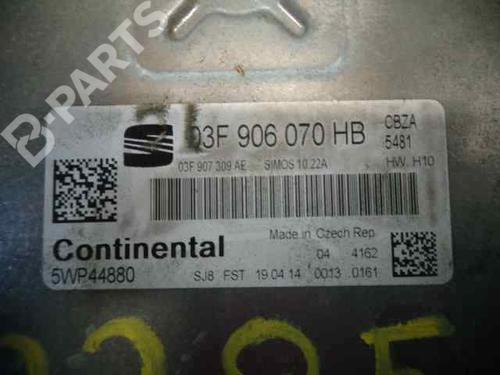 B-PARTS
03F 906 070 HB
CBZA
5481
03F 907 309 AE SIMOS 10.22A HW. H10
Continental
Made in Czech Rep
04 4162
5WP44880
SJ8 FST 19 04 14 0013 0161